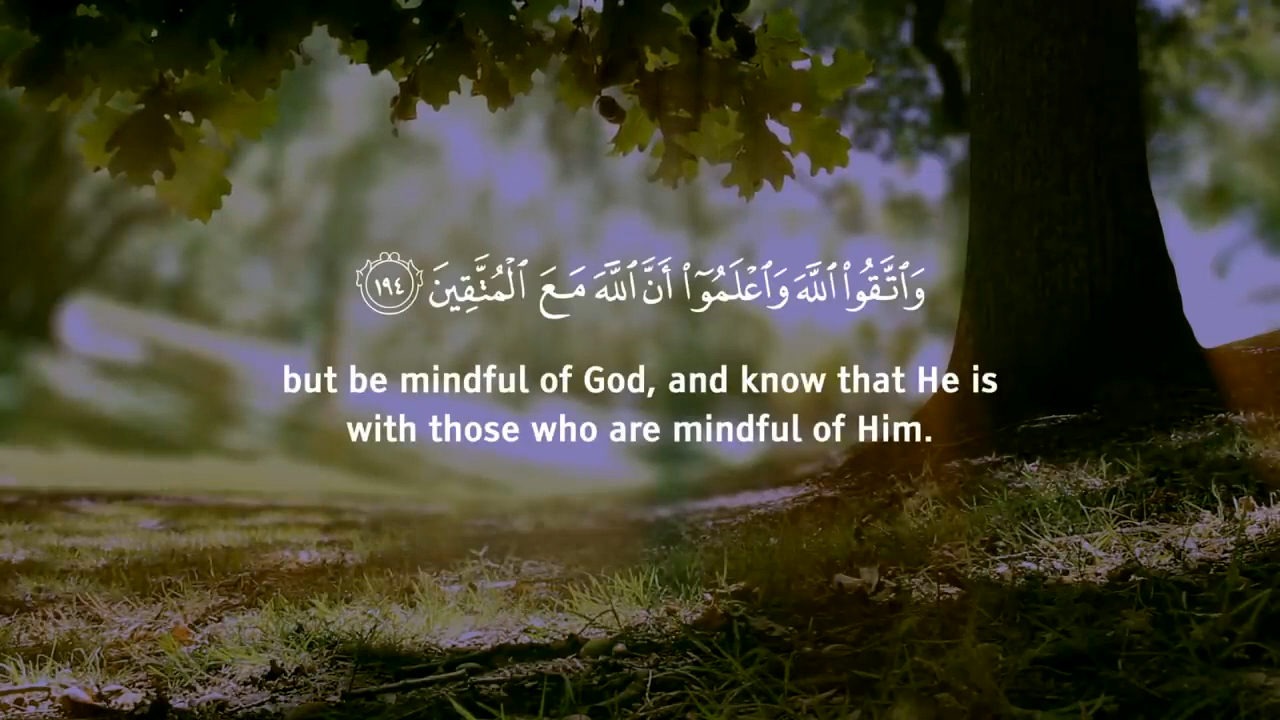 وَٱتَّقُوا۟ ٱللَّهَ وَٱعْلَمُوٓا۟ أَنَّ ٱللَّهَ مَعَ ٱلْمُتَّقِينَ ١٩٤
but be mindful of God, and know that He is
with those who are mindful of Him.